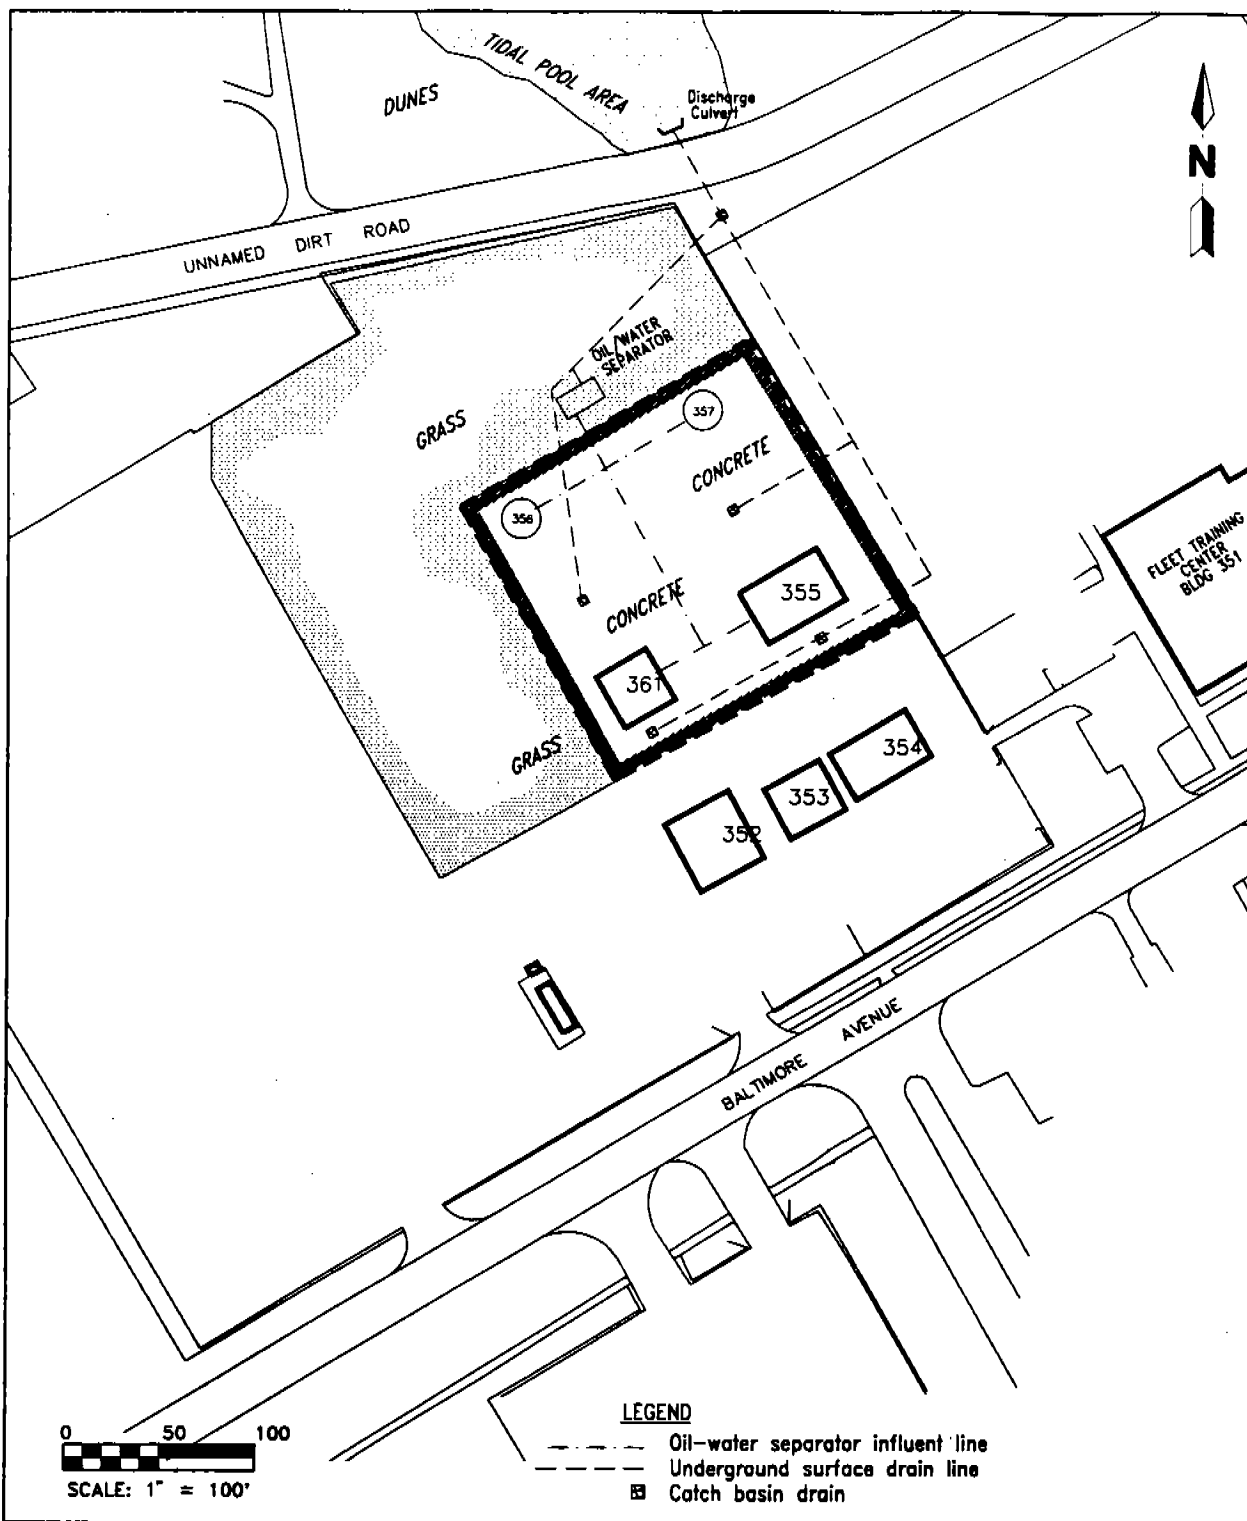 TIDAL POOL AREA
DUNES
Discharge
Culvert
N
UNNAMED DIRT ROAD
OIL/WATER
SEPARATOR
GRASS
357
CONCRETE
356
FLEET TRAINING
CENTER
BLDG 351
355
CONCRETE
361
GRASS
354
353
352
BALTIMORE AVENUE
0 50 100
SCALE: 1" = 100'
LEGEND
Oil-water separator influent line
Underground surface drain line
Catch basin drain